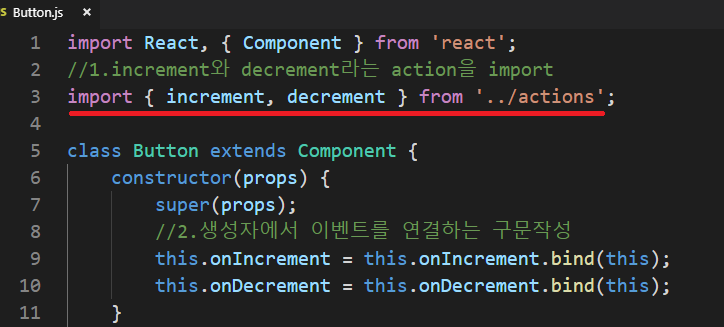 Button.js ×
1 import React, { Component } from 'react';
2 //1.increment와 decrement라는 action을 import
3 import { increment, decrement } from '../actions';
4
5 class Button extends Component {
6 constructor(props) {
7 super(props);
8 //2.생성자에서 이벤트를 연결하는 구문작성
9 this.onIncrement = this.onIncrement.bind(this);
10 this.onDecrement = this.onDecrement.bind(this);
11 }